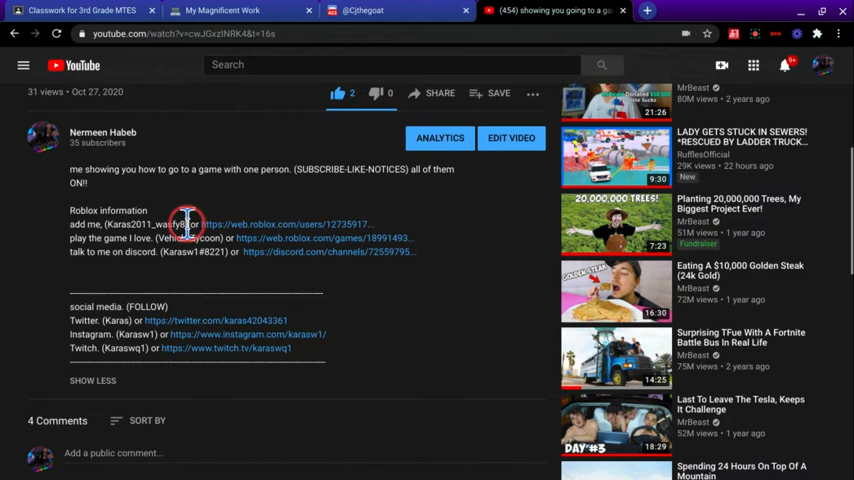 Classwork for 3rd Grade MTES
My Magnificent Work
@Cjthegoat
(454) showing you going to a ga
youtube.com/watch?v=cwJGxzINRK4&t=16s
YouTube
Search
9+
31 views • Oct 27, 2020
2
0
SHARE
SAVE
Nermeen Habeb
35 subscribers
ANALYTICS
EDIT VIDEO
me showing you how to go to a game with one person. (SUBSCRIBE-LIKE-NOTICES) all of them
ON!!
Roblox information
add me, (Karas2011_wasfy8 or https://web.roblox.com/users/12735917...
play the game I love. (Vehic ycoon) or https://web.roblox.com/games/18991493...
talk to me on discord. (Karasw1#8221) or https://discord.com/channels/72559795...
social media. (FOLLOW)
Twitter. (Karas) or https://twitter.com/karas42043361
Instagram. (Karasw1) or https://www.instagram.com/karasw1/
Twitch. (Karaswq1) or https://www.twitch.tv/karaswq1
SHOW LESS
4 Comments
SORT BY
Add a public comment...
21:26
MrBeast
80M views • 2 years ago
LADY GETS STUCK IN SEWERS!
*RESCUED BY LADDER TRUCK...
RufflesOfficial
29K views • 22 hours ago
New
9:30
Planting 20,000,000 Trees, My
Biggest Project Ever!
MrBeast
51M views • 1 year ago
Fundraiser
20,000,000 TREES!
7:23
Eating A $10,000 Golden Steak
(24k Gold)
MrBeast
72M views • 1 year ago
GOLDEN STEAK
16:30
Surprising TFue With A Fortnite
Battle Bus In Real Life
MrBeast
75M views • 2 years ago
14:25
Last To Leave The Tesla, Keeps
It Challenge
MrBeast
52M views • 1 year ago
DAY #3
18:29
Spending 24 Hours On Top Of A
Mountain